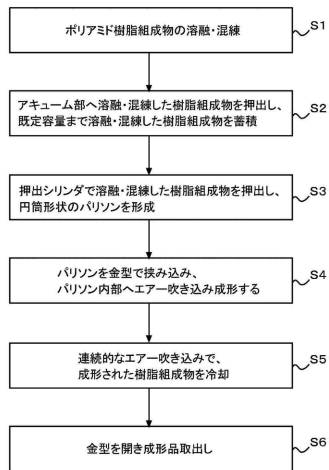 ポリアミド樹脂組成物の溶融・混練
S1
アキューム部へ溶融・混練した樹脂組成物を押出し、
既定容量まで溶融・混練した樹脂組成物を蓄積
S2
押出シリンダで溶融・混練した樹脂組成物を押出し、
円筒形状のパリソンを形成
S3
パリソンを金型で挟み込み、
パリソン内部へエアー吹き込み成形する
S4
連続的なエアー吹き込みで、
成形された樹脂組成物を冷却
S5
金型を開き成形品取出し
S6